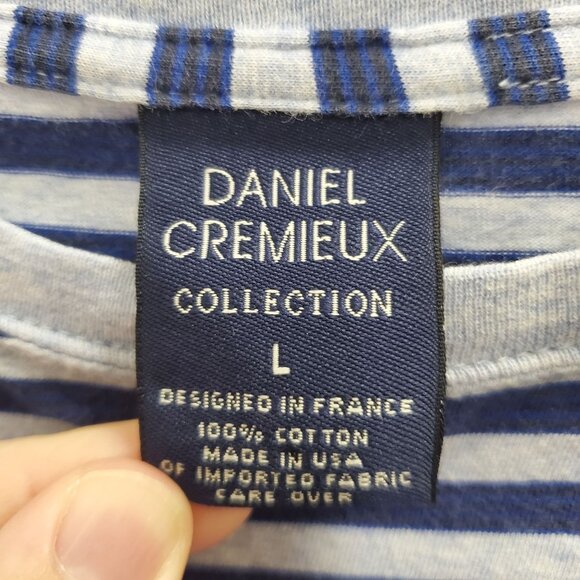 DANIEL
CREMIEUX
COLLECTION
L
DESIGNED IN FRANCE
100% COTTON
MADE IN USA
OF IMPORTED FABRIC
CARE OVER